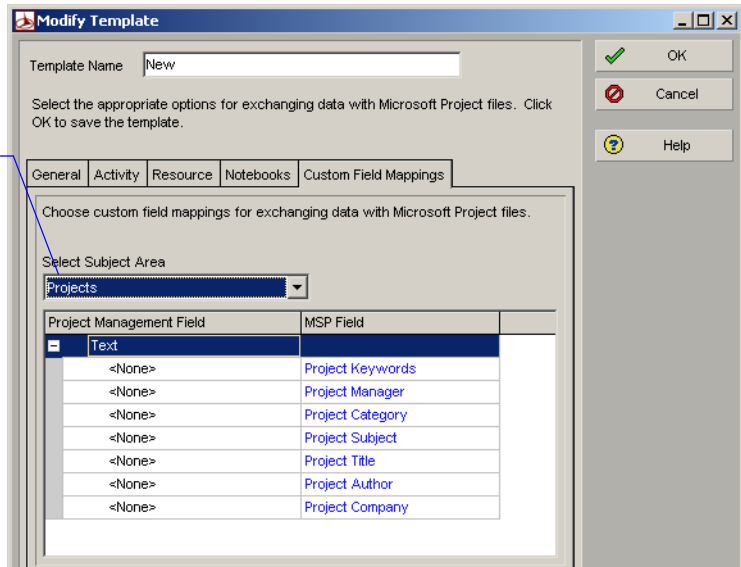 Modify Template
Template Name New
OK
Select the appropriate options for exchanging data with Microsoft Project files. Click
OK to save the template.
Cancel
Help
General Activity Resource Notebooks Custom Field Mappings
Choose custom field mappings for exchanging data with Microsoft Project files.
Select Subject Area
Projects
Project Management Field MSP Field
Text
<None> Project Keywords
<None> Project Manager
<None> Project Category
<None> Project Subject
<None> Project Title
<None> Project Author
<None> Project Company